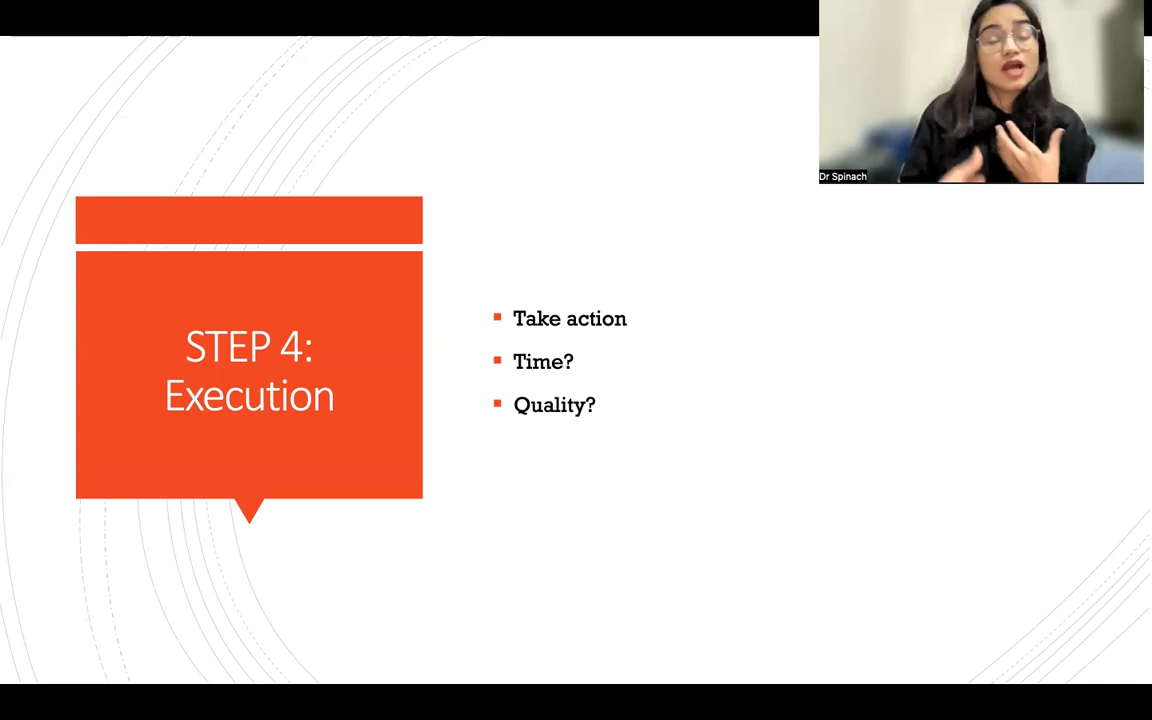 Dr Spinach
STEP 4:
Execution
Take action
Time?
Quality?